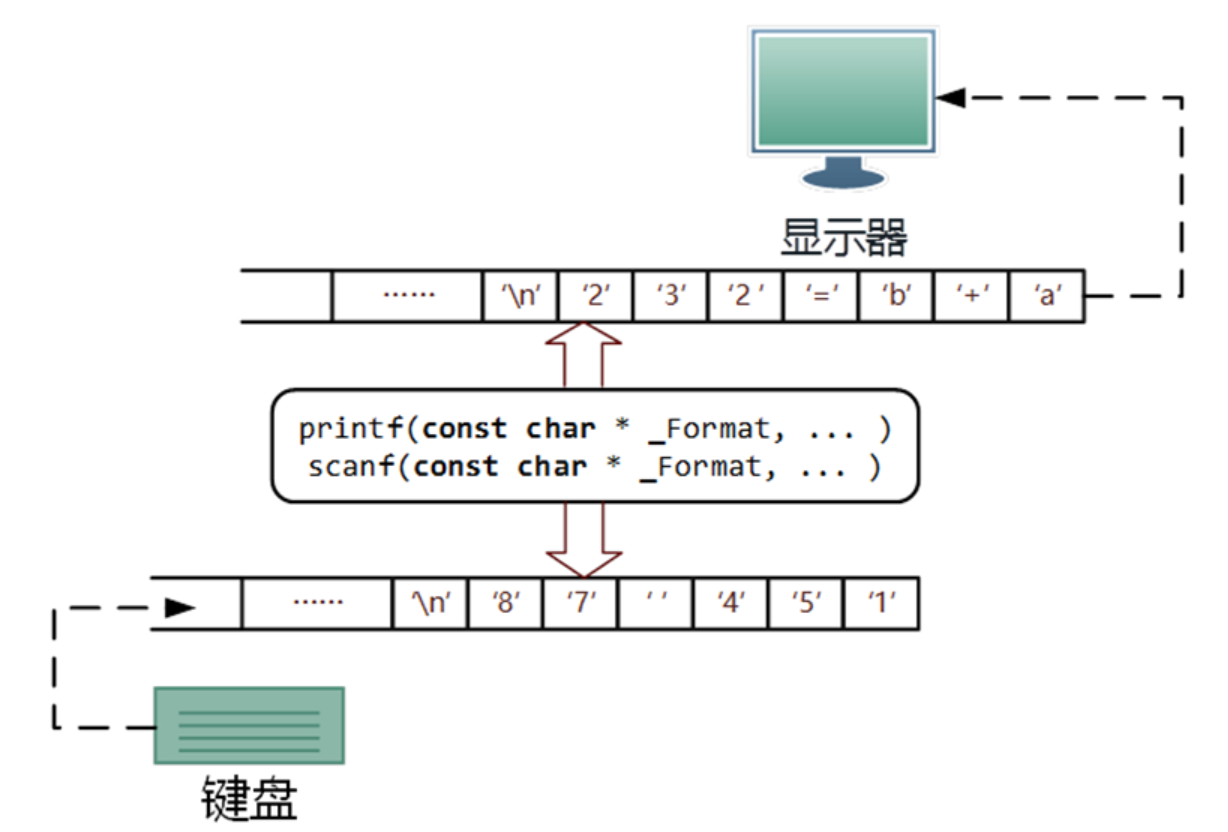 显示器
…… '\n' '2' '3' '2 ' '=' 'b' '+' 'a'
printf(const char * _Format, ... )
scanf(const char * _Format, ... )
…… '\n' '8' '7' ' ' '4' '5' '1'
键盘